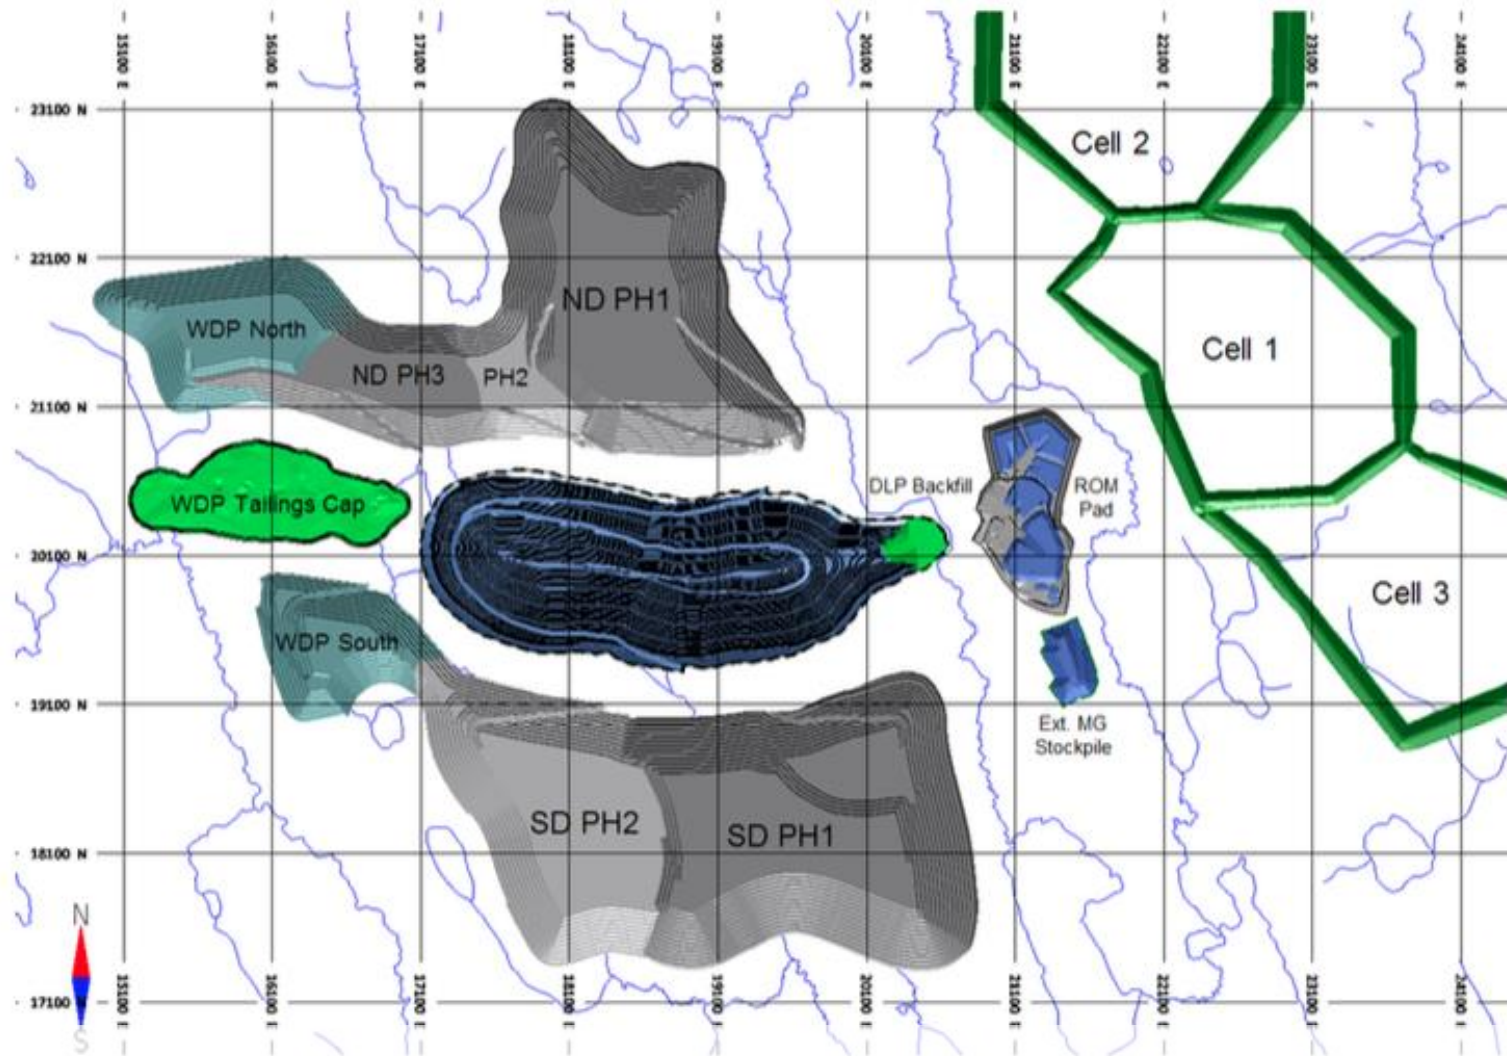 15100 E
16100 E
17100 E
18100 E
19100 E
20100 E
21100 E
22100 E
23100 E
24100 E
23100 N
Cell 2
22100 N
ND PH1
WDP North
Cell 1
ND PH3
PH2
21100 N
DLP Backfill
ROM
Pad
WDP Tailings Cap
20100 N
Cell 3
WDP South
19100 N
Ext. MG
Stockpile
SD PH2
SD PH1
18100 N
N
17100 N
S
15100 E
16100 E
17100 E
18100 E
19100 E
20100 E
21100 E
22100 E
23100 E
24100 E